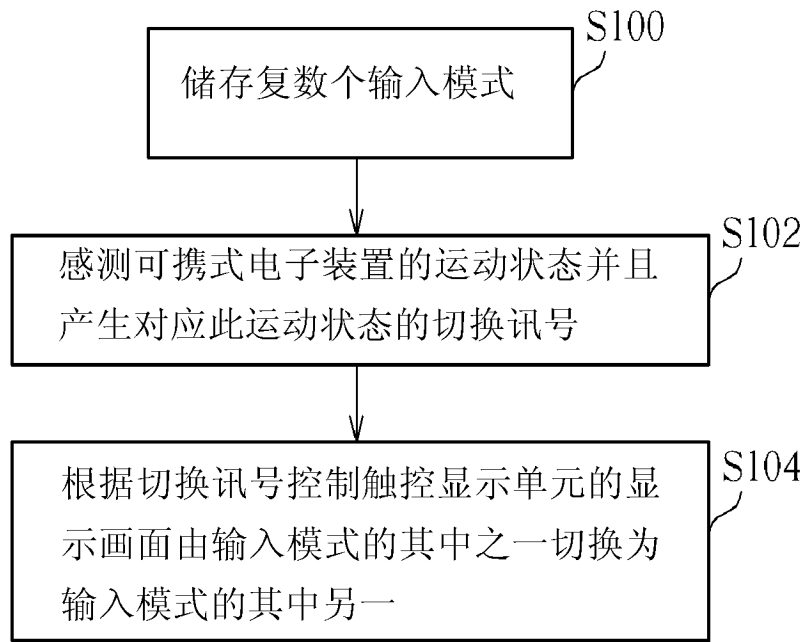 S100
储存复数个输入模式
S102
感测可携式电子装置的运动状态并且
产生对应此运动状态的切换讯号
S104
根据切换讯号控制触控显示单元的显
示画面由输入模式的其中之一切换为
输入模式的其中另一